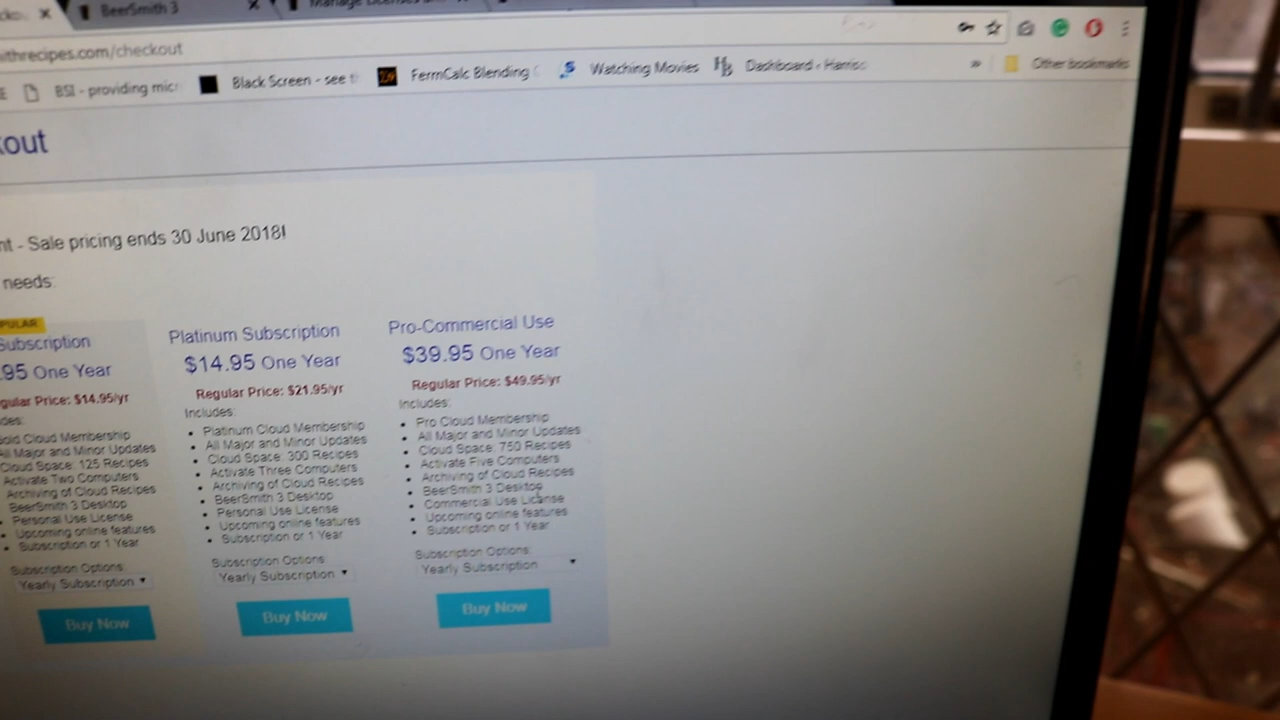 BeerSmith 3
ithrecipes.com/checkout
BSI - providing mic
Black Screen - see t
FermCalc Blending
Watching Movies
Dashboard - Harris
Other bookmarks
kout
nt - Sale pricing ends 30 June 2018!
needs:
PULAR
Subscription
.95 One Year
gular Price: $14.95/yr
des:
old Cloud Membership
All Major and Minor Updates
Cloud Space: 125 Recipes
Activate Two Computers
Archiving of Cloud Recipes
BeerSmith 3 Desktop
Personal Use License
Upcoming online features
Subscription or 1 Year
Subscription Options:
Yearly Subscription
Buy Now
Platinum Subscription
$14.95 One Year
Regular Price: $21.95/yr
Includes:
Platinum Cloud Membership
All Major and Minor Updates
Cloud Space: 300 Recipes
Activate Three Computers
Archiving of Cloud Recipes
BeerSmith 3 Desktop
Personal Use License
Upcoming online features
Subscription or 1 Year
Subscription Options:
Yearly Subscription
Buy Now
Pro-Commercial Use
$39.95 One Year
Regular Price: $49.95/yr
Includes:
Pro Cloud Membership
All Major and Minor Updates
Cloud Space: 750 Recipes
Activate Five Computers
Archiving of Cloud Recipes
BeerSmith 3 Desktop
Commercial Use License
Upcoming online features
Subscription or 1 Year
Subscription Options:
Yearly Subscription
Buy Now